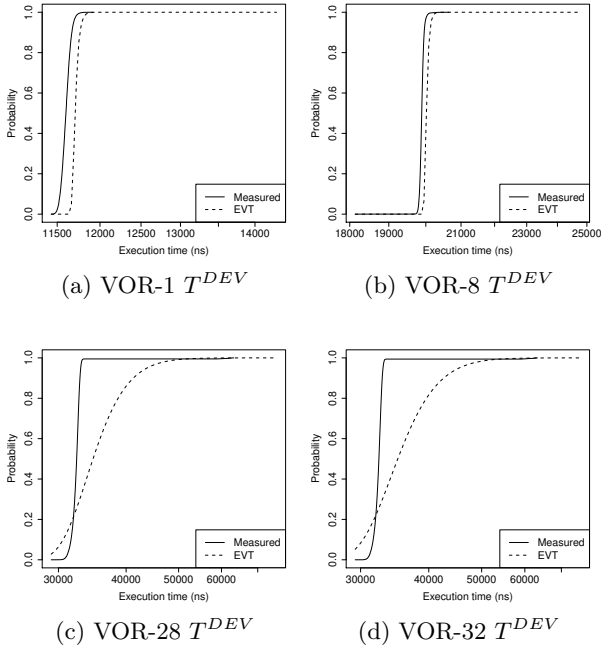 Probability
0.0 0.2 0.4 0.6 0.8 1.0
Measured
EVT
11500 12000 12500 13000 14000
Execution time (ns)
(a) VOR-1 T^{DEV}
Probability
0.0 0.2 0.4 0.6 0.8 1.0
Measured
EVT
18000 19000 21000 23000 25000
Execution time (ns)
(b) VOR-8 T^{DEV}
Probability
0.0 0.2 0.4 0.6 0.8 1.0
Measured
EVT
30000 40000 50000 60000
Execution time (ns)
(c) VOR-28 T^{DEV}
Probability
0.0 0.2 0.4 0.6 0.8 1.0
Measured
EVT
30000 40000 50000 60000
Execution time (ns)
(d) VOR-32 T^{DEV}